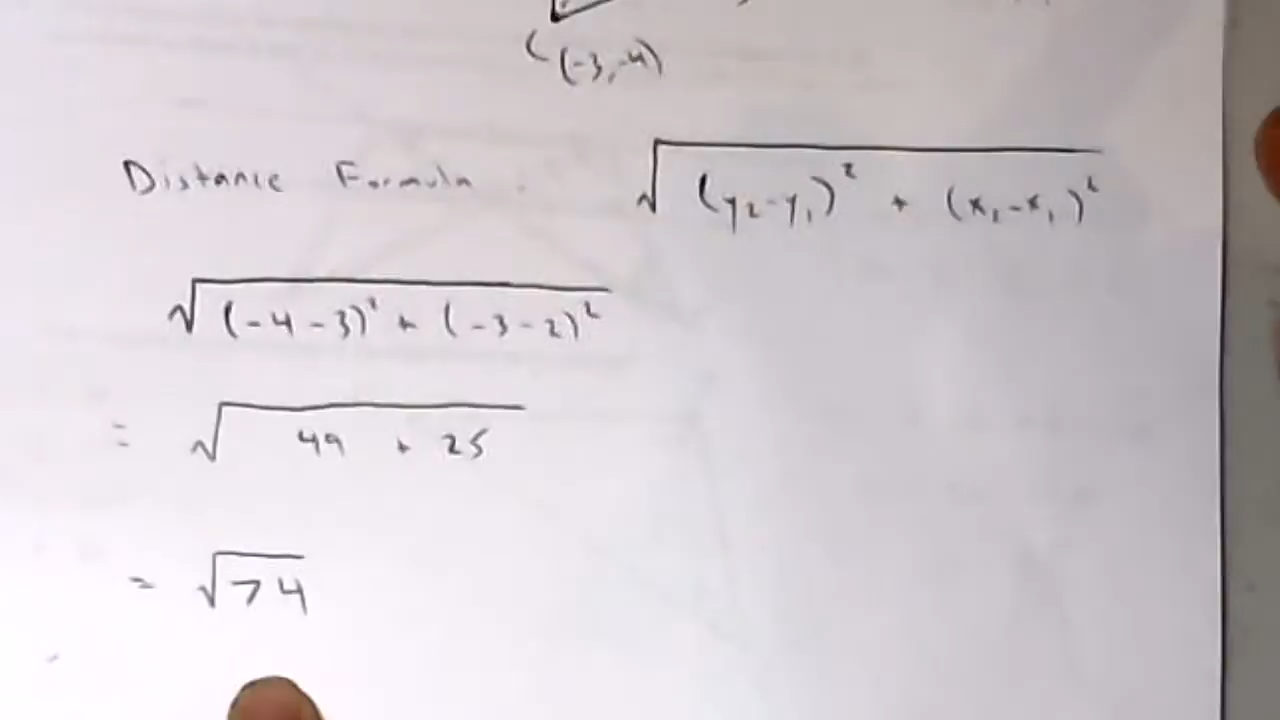 C (-3,-4)
Distance Formula : √(y₂-y₁)² + (x₂-x₁)²
√(-4-3)² + (-3-2)²
= √49 + 25
= √74